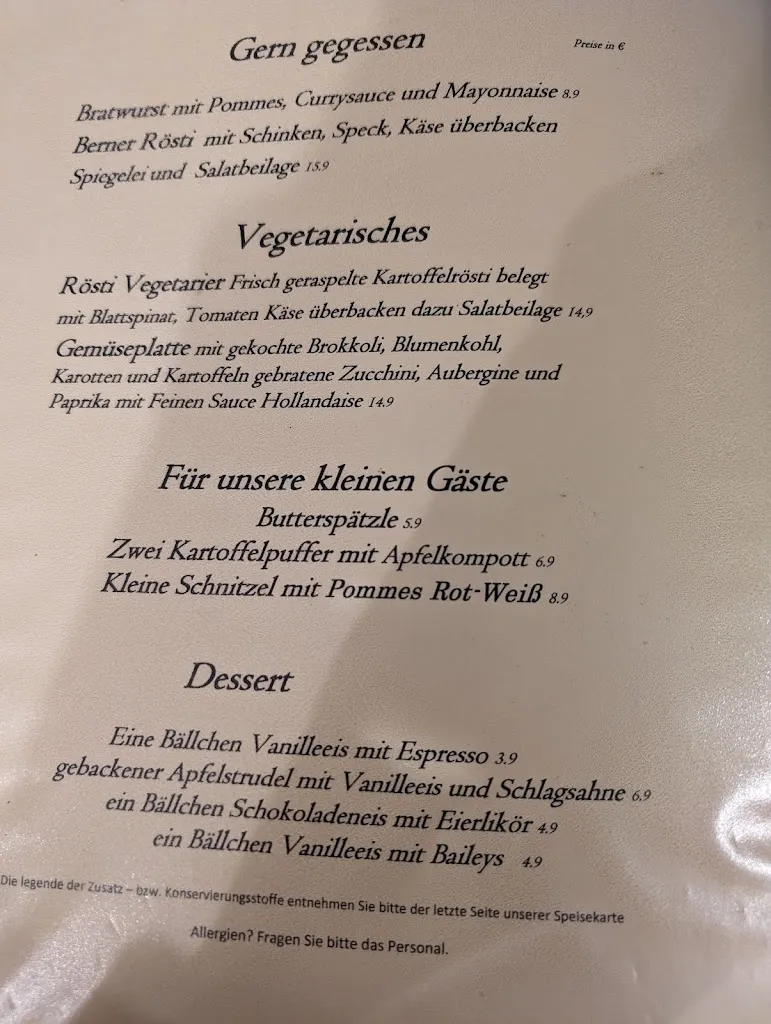 Gern gegessen
Preise in €
Bratwurst mit Pommes, Currysauce und Mayonnaise 8.9
Berner Rösti mit Schinken, Speck, Käse überbacken
Spiegelei und Salatbeilage 15.9
Vegetarisches
Rösti Vegetarier Frisch geraspelte Kartoffelrösti belegt
mit Blattspinat, Tomaten Käse überbacken dazu Salatbeilage 14,9
Gemüseplatte mit gekochte Brokkoli, Blumenkohl,
Karotten und Kartoffeln gebratene Zucchini, Aubergine und
Paprika mit Feinen Sauce Hollandaise 14.9
Für unsere kleinen Gäste
Butterspätzle 5.9
Zwei Kartoffelpuffer mit Apfelkompott 6.9
Kleine Schnitzel mit Pommes Rot-Weiß 8.9
Dessert
Eine Bällchen Vanilleeis mit Espresso 3.9
gebackener Apfelstrudel mit Vanilleeis und Schlagsahne 6.9
ein Bällchen Schokoladeneis mit Eierlikör 4.9
ein Bällchen Vanilleeis mit Baileys 4.9
Die legende der Zusatz – bzw. Konservierungsstoffe entnehmen Sie bitte der letzte Seite unserer Speisekarte
Allergien? Fragen Sie bitte das Personal.